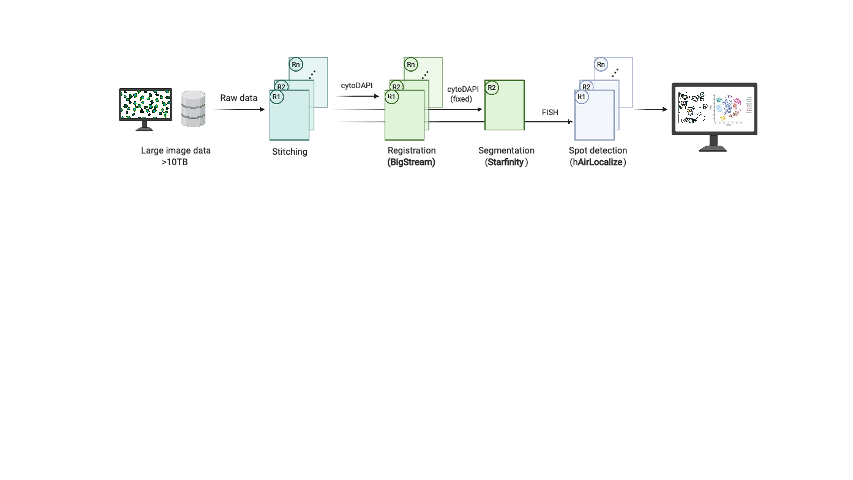 Rn
R2
R1
Rn
R2
R1
R2
Rn
R2
R1
Raw data
cytoDAPI
cytoDAPI
(fixed)
FISH
Large image data
>10TB
Stitching
Registration
(BigStream)
Segmentation
(Starfinity)
Spot detection
(hAirLocalize)